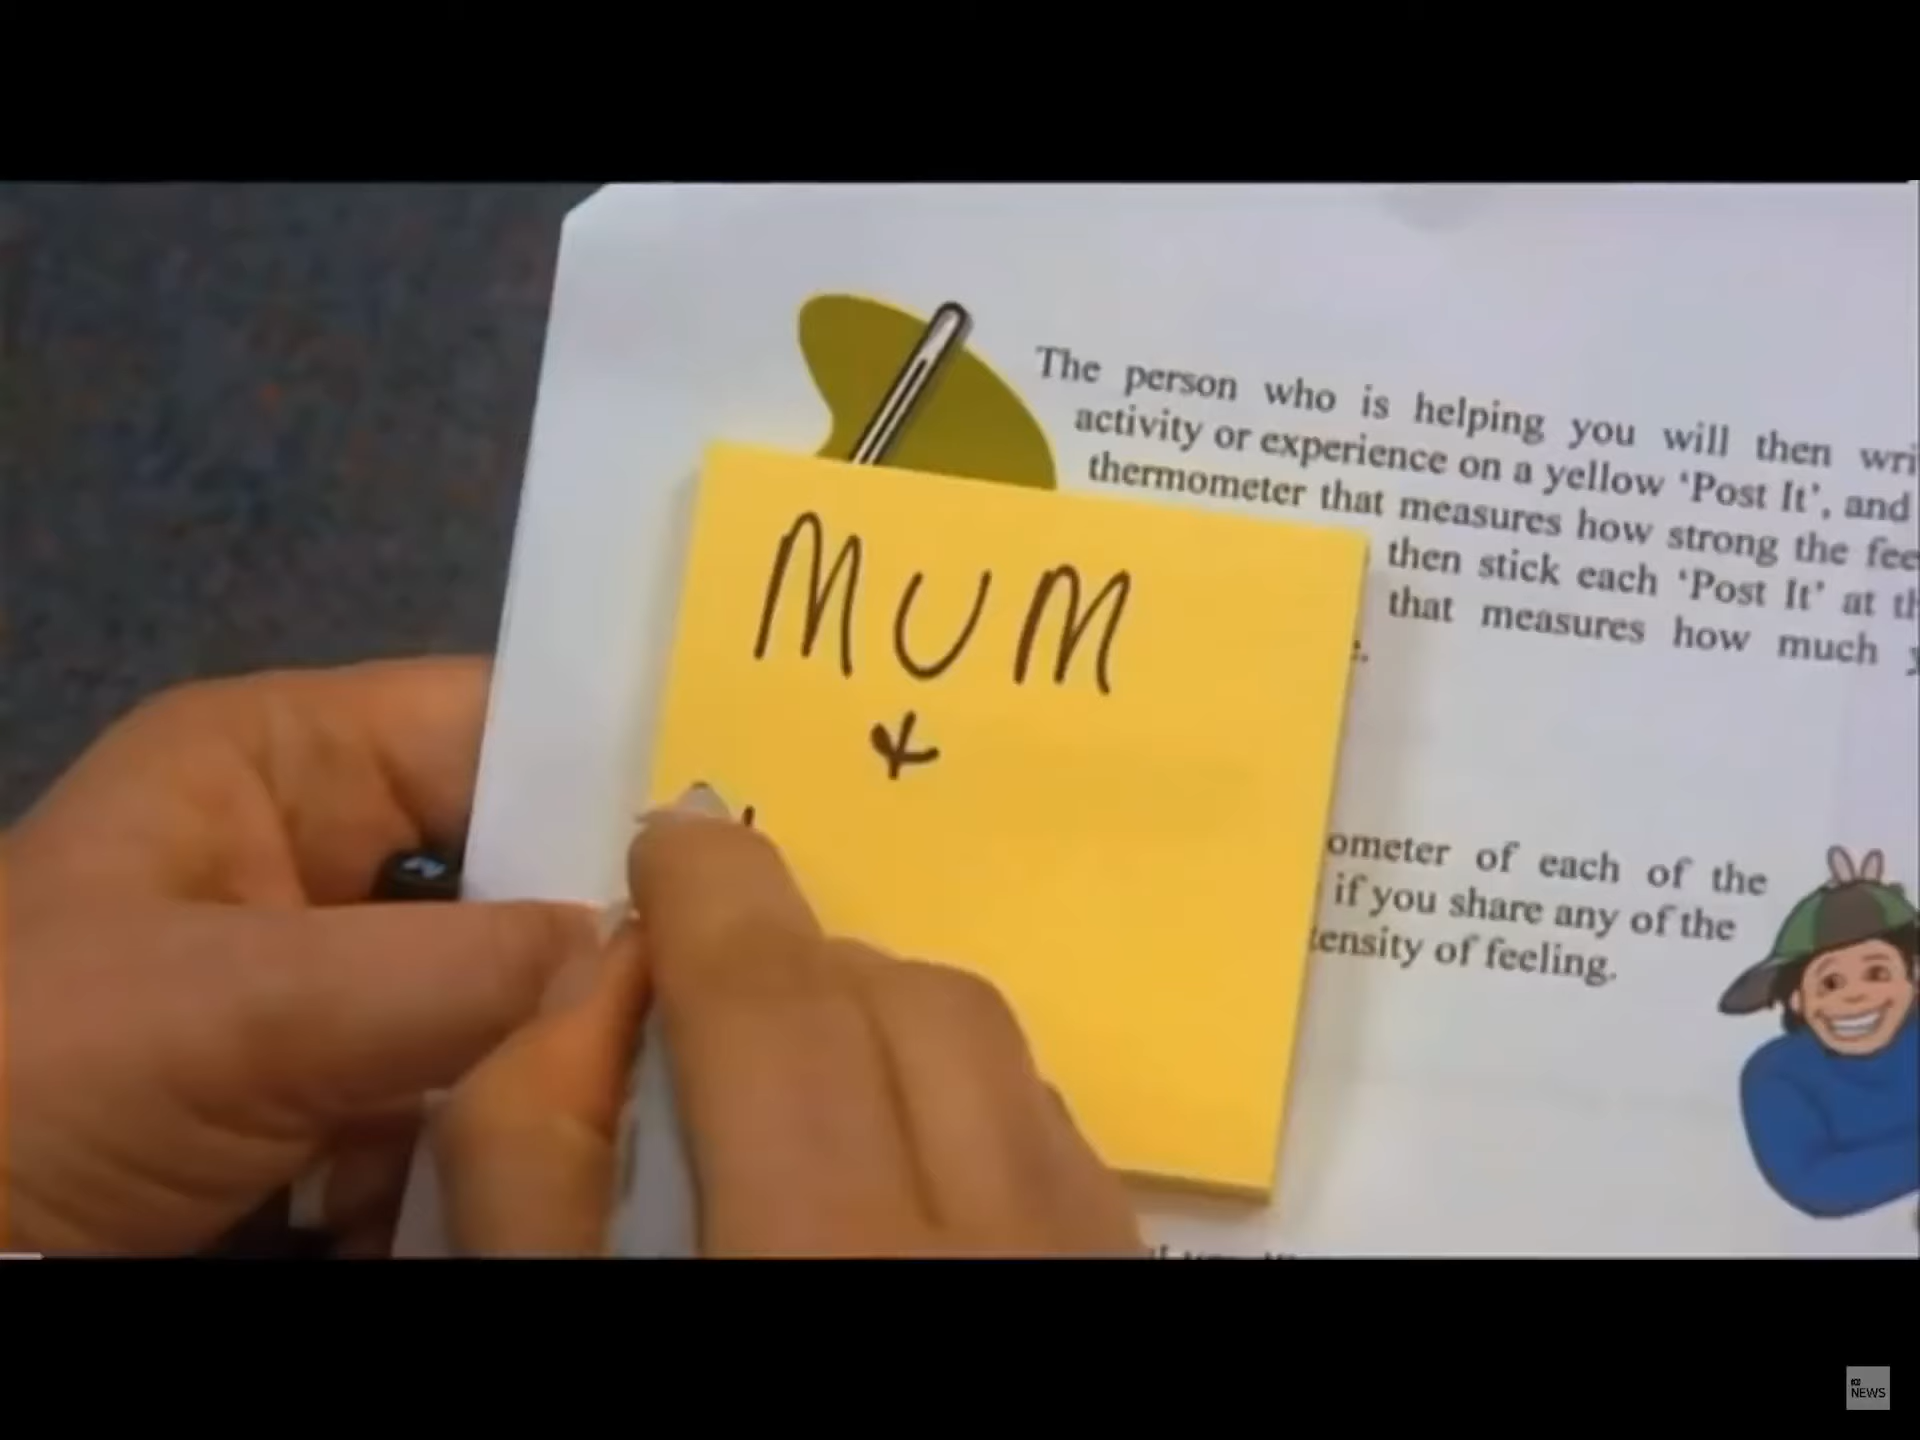 The person who is helping you will then wri
activity or experience on a yellow ‘Post It’, and
thermometer that measures how strong the fee
then stick each ‘Post It’ at th
that measures how much y
e.
MUM
&
ometer of each of the
if you share any of the
tensity of feeling.
abc
NEWS